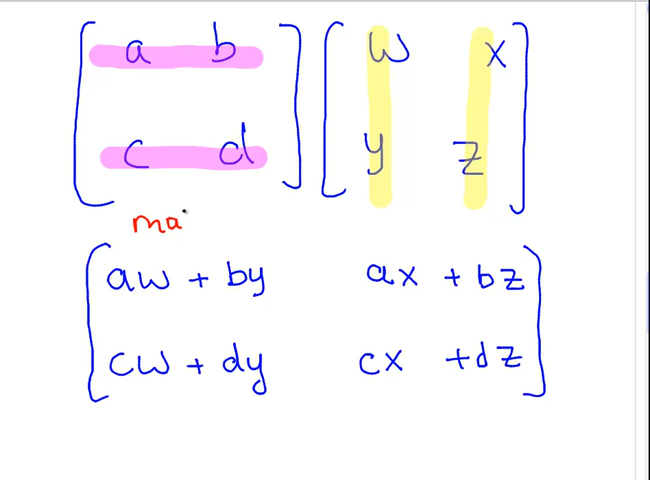 [ a b ] [ w x ]
[ c d ] [ y z ]
ma
[ aw + by ax + bz ]
[ cw + dy cx + dz ]